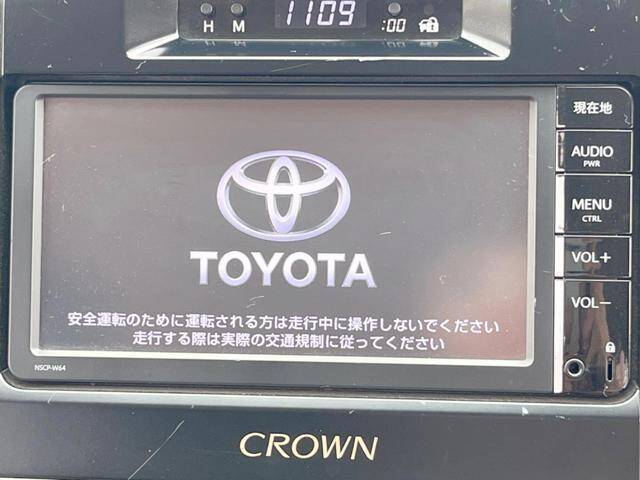 1109
H M :00
現在地
AUDIO
PWR
MENU
CTRL
VOL+
VOL−
TOYOTA
安全運転のために運転される方は走行中に操作しないでください
走行する際は実際の交通規制に従ってください
NSCP-W64
CROWN